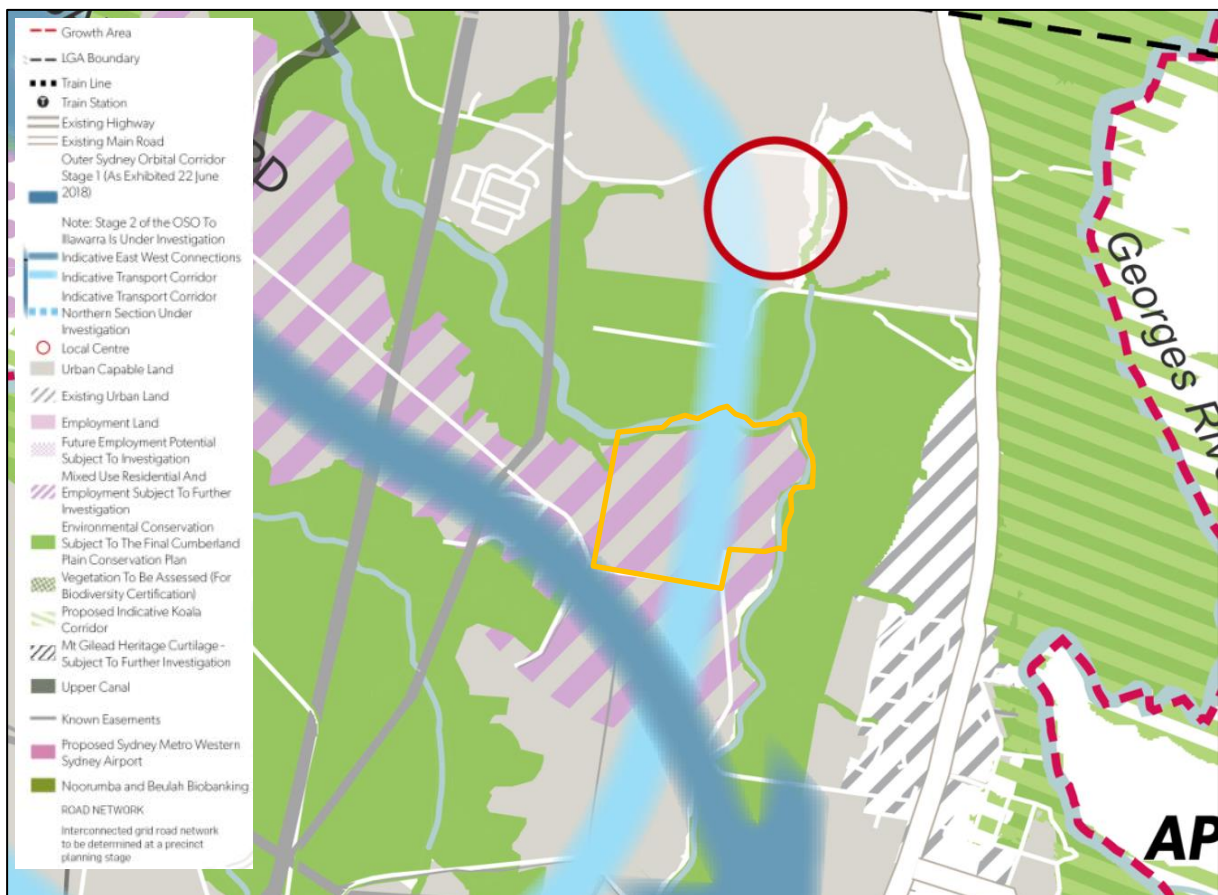 Growth Area
LGA Boundary
Train Line
T
Train Station
Existing Highway
Existing Main Road
Outer Sydney Orbital Corridor
Stage 1 (As Exhibited 22 June
2018)
Note: Stage 2 of the OSO To
Illawarra Is Under Investigation
Indicative East West Connections
Indicative Transport Corridor
Indicative Transport Corridor
Northern Section Under
Investigation
Local Centre
Urban Capable Land
Existing Urban Land
Employment Land
Future Employment Potential
Subject To Investigation
Mixed Use Residential And
Employment Subject To Further
Investigation
Environmental Conservation
Subject To The Final Cumberland
Plain Conservation Plan
Vegetation To Be Assessed (For
Biodiversity Certification)
Proposed Indicative Koala
Corridor
Mt Gilead Heritage Curtilage -
Subject To Further Investigation
Upper Canal
Known Easements
Proposed Sydney Metro Western
Sydney Airport
Noorumba and Beulah Biobanking
ROAD NETWORK
Interconnected grid road network
to be determined at a precinct
planning stage
RD
Georges Riv
AP